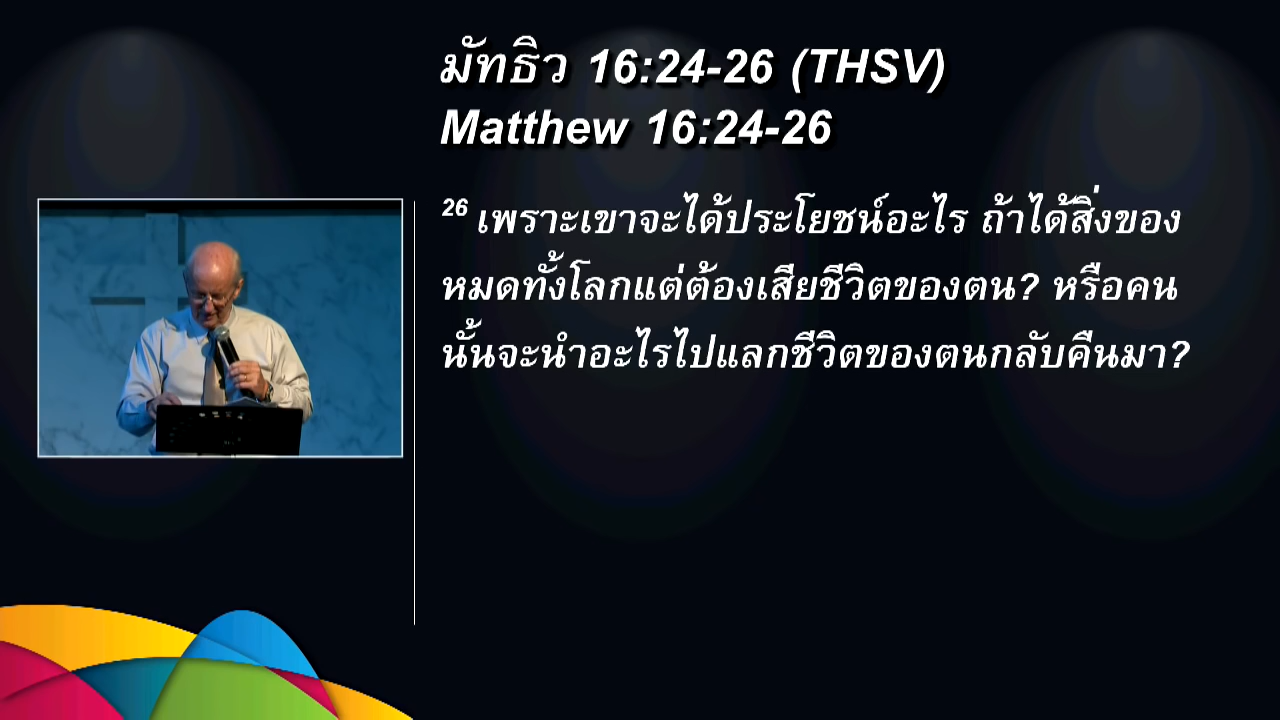 มัทธิว 16:24-26 (THSV)
Matthew 16:24-26
26 เพราะเขาจะได้ประโยชน์อะไร ถ้าได้สิ่งของ
หมดทั้งโลกแต่ต้องเสียชีวิตของตน? หรือคน
นั้นจะนำอะไรไปแลกชีวิตของตนกลับคืนมา?